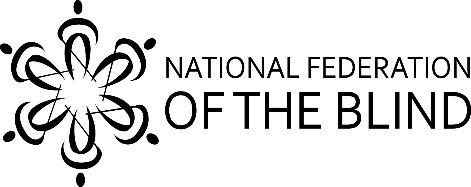 NATIONAL FEDERATION
OF THE BLIND